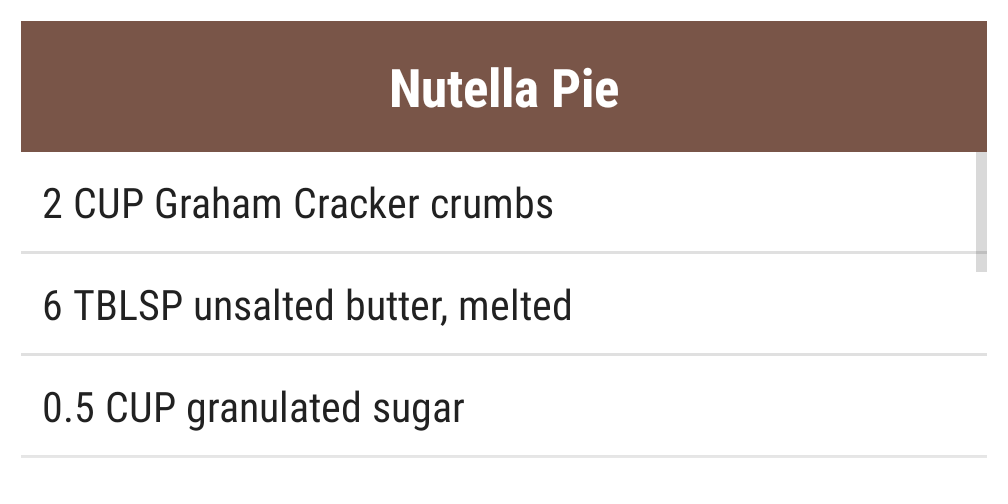 Nutella Pie
2 CUP Graham Cracker crumbs
6 TBLSP unsalted butter, melted
0.5 CUP granulated sugar